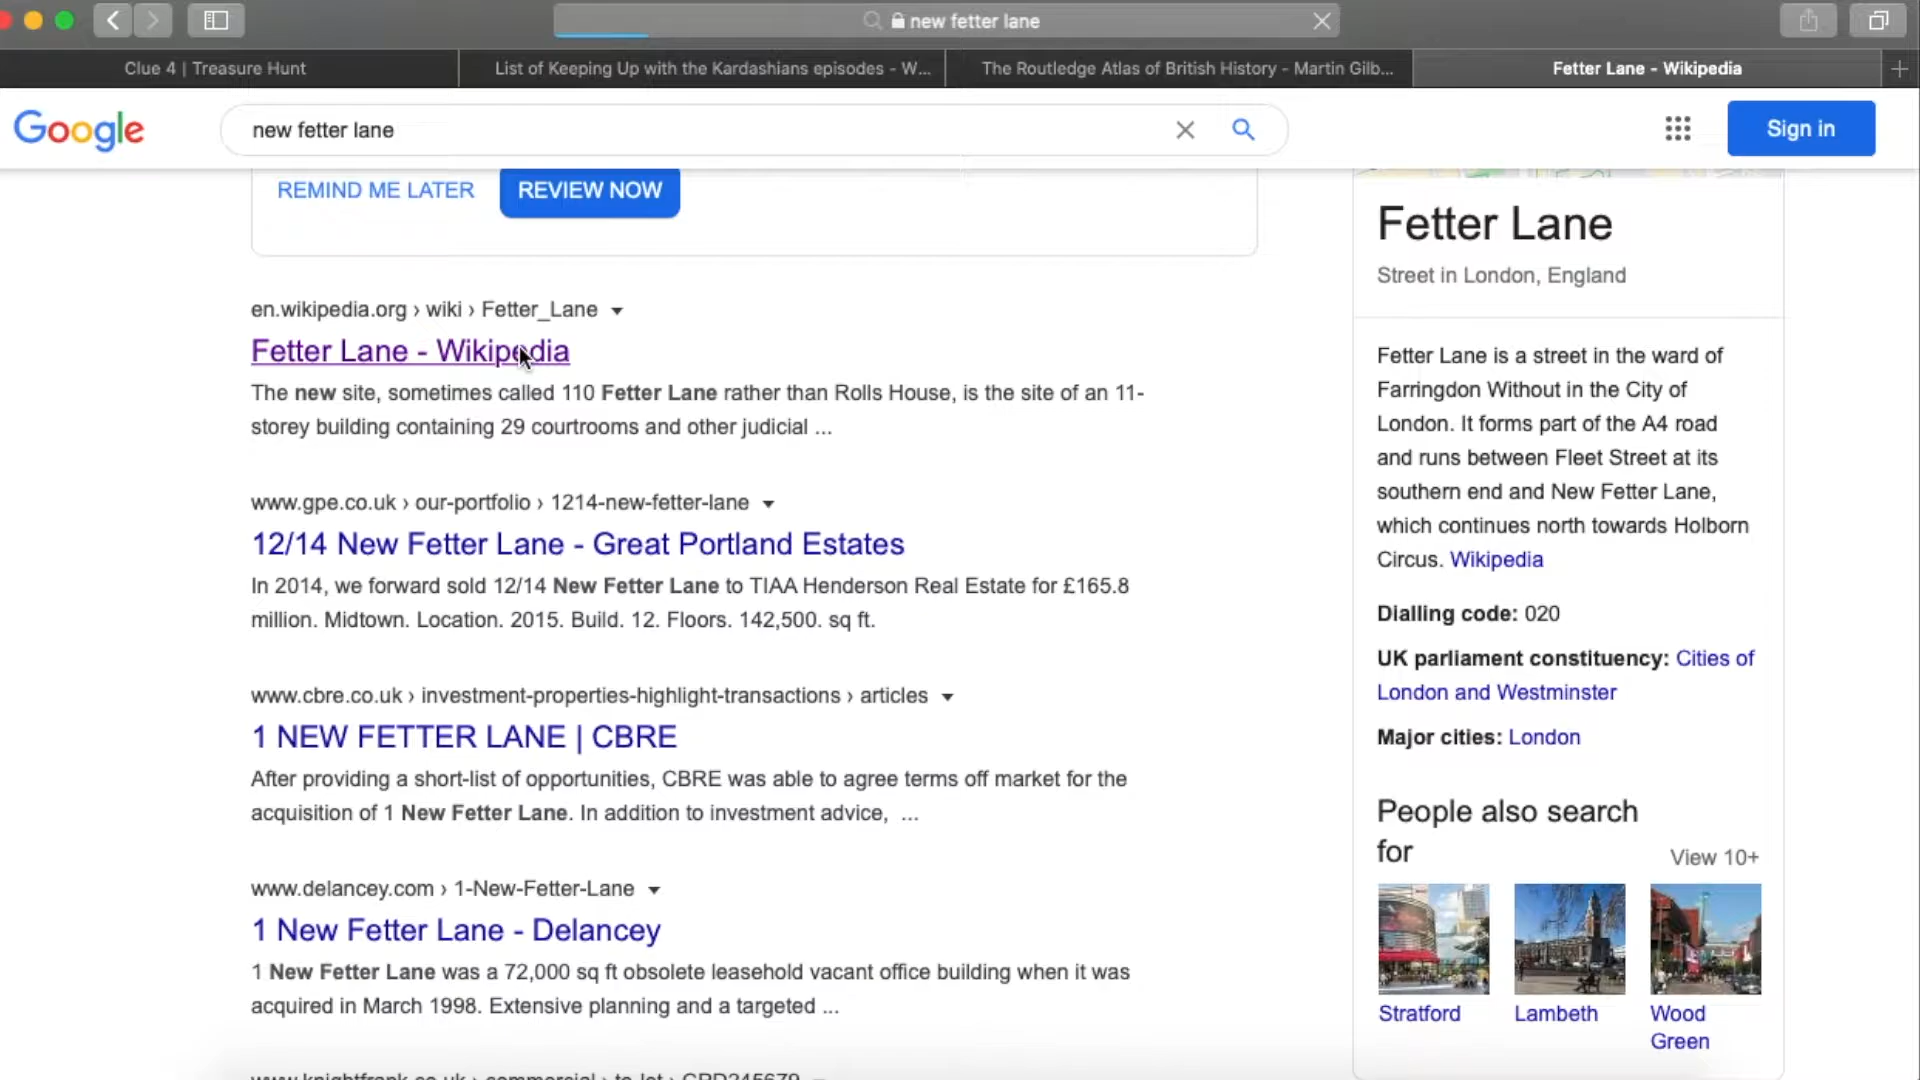 new fetter lane
Clue 4 | Treasure Hunt
List of Keeping Up with the Kardashians episodes - W...
The Routledge Atlas of British History - Martin Gilb...
Fetter Lane - Wikipedia
Google
new fetter lane
Sign in
REMIND ME LATER
REVIEW NOW
en.wikipedia.org › wiki › Fetter_Lane
Fetter Lane - Wikipedia
The new site, sometimes called 110 Fetter Lane rather than Rolls House, is the site of an 11-
storey building containing 29 courtrooms and other judicial ...
www.gpe.co.uk › our-portfolio › 1214-new-fetter-lane
12/14 New Fetter Lane - Great Portland Estates
In 2014, we forward sold 12/14 New Fetter Lane to TIAA Henderson Real Estate for £165.8
million. Midtown. Location. 2015. Build. 12. Floors. 142,500. sq ft.
www.cbre.co.uk › investment-properties-highlight-transactions › articles
1 NEW FETTER LANE | CBRE
After providing a short-list of opportunities, CBRE was able to agree terms off market for the
acquisition of 1 New Fetter Lane. In addition to investment advice, ...
www.delancey.com › 1-New-Fetter-Lane
1 New Fetter Lane - Delancey
1 New Fetter Lane was a 72,000 sq ft obsolete leasehold vacant office building when it was
acquired in March 1998. Extensive planning and a targeted ...
www.knightfrank.co.uk › commercial › to-let › CPD245679
Fetter Lane
Street in London, England
Fetter Lane is a street in the ward of
Farringdon Without in the City of
London. It forms part of the A4 road
and runs between Fleet Street at its
southern end and New Fetter Lane,
which continues north towards Holborn
Circus. Wikipedia
Dialling code: 020
UK parliament constituency: Cities of
London and Westminster
Major cities: London
People also search
for
View 10+
Stratford
Lambeth
Wood
Green